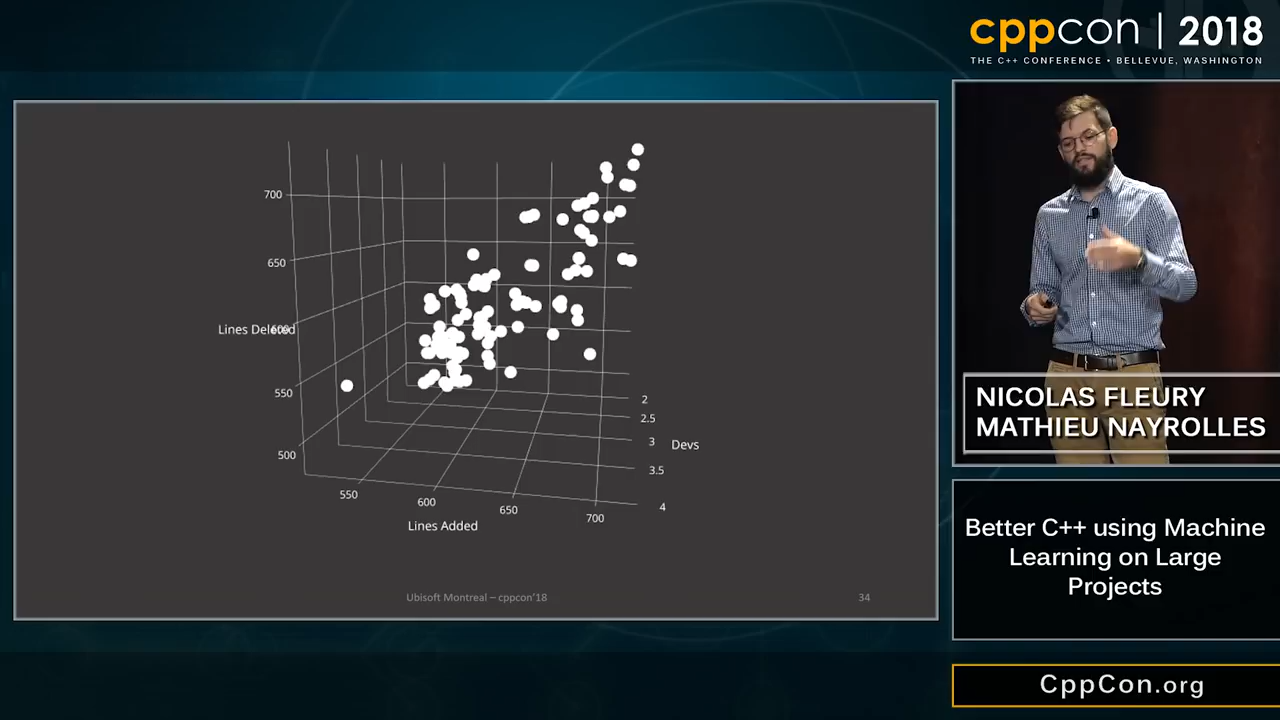 cppcon | 2018
THE C++ CONFERENCE • BELLEVUE, WASHINGTON
700
650
Lines Deleted
600
550
500
550
600
650
700
Lines Added
2
2.5
3
3.5
4
Devs
Ubisoft Montreal – cppcon'18
34
NICOLAS FLEURY
MATHIEU NAYROLLES
Better C++ using Machine
Learning on Large
Projects
CppCon.org